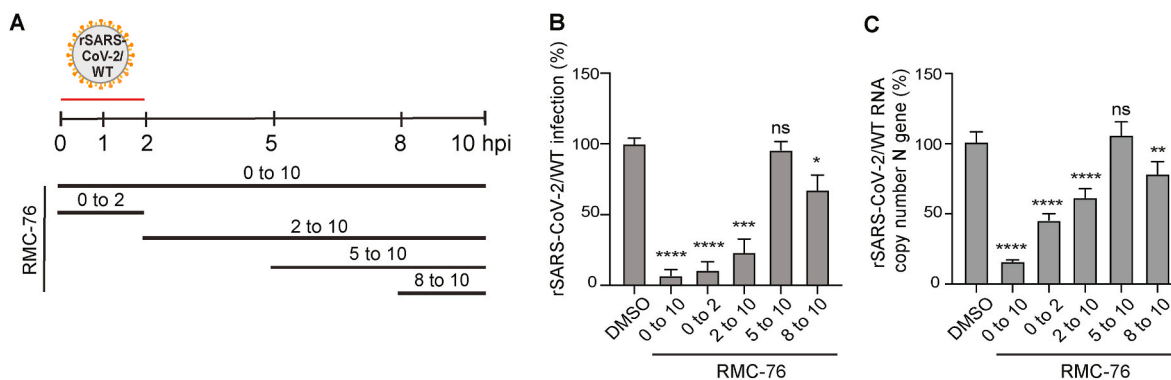 A
rSARS-
CoV-2/
WT
0 1 2 5 8 10 hpi
RMC-76
0 to 10
0 to 2
2 to 10
5 to 10
8 to 10
B
rSARS-CoV-2/WT infection (%)
150
100
50
0
**** **** *** ns *
DMSO 0 to 10 0 to 2 2 to 10 5 to 10 8 to 10
RMC-76
C
rSARS-CoV-2/WT RNA
copy number N gene (%)
150
100
50
0
**** **** **** ns **
DMSO 0 to 10 0 to 2 2 to 10 5 to 10 8 to 10
RMC-76